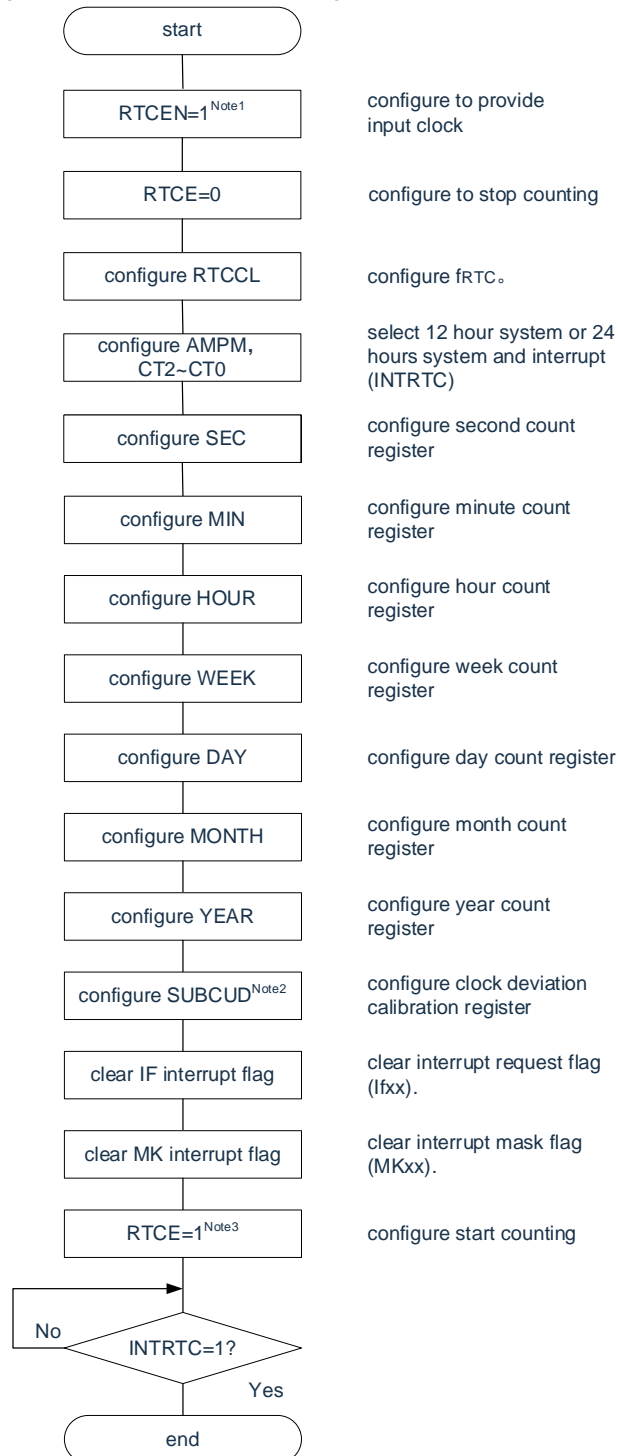 start
RTCEN=1Note1
configure to provide
input clock
RTCE=0
configure to stop counting
configure RTCCL
configure fRTC。
configure AMPM，
CT2~CT0
select 12 hour system or 24
hours system and interrupt
(INTRTC)
configure SEC
configure second count
register
configure MIN
configure minute count
register
configure HOUR
configure hour count
register
configure WEEK
configure week count
register
configure DAY
configure day count register
configure MONTH
configure month count
register
configure YEAR
configure year count
register
configure SUBCUDNote2
configure clock deviation
calibration register
clear IF interrupt flag
clear interrupt request flag
(Ifxx).
clear MK interrupt flag
clear interrupt mask flag
(MKxx).
RTCE=1Note3
configure start counting
No
INTRTC=1?
Yes
end